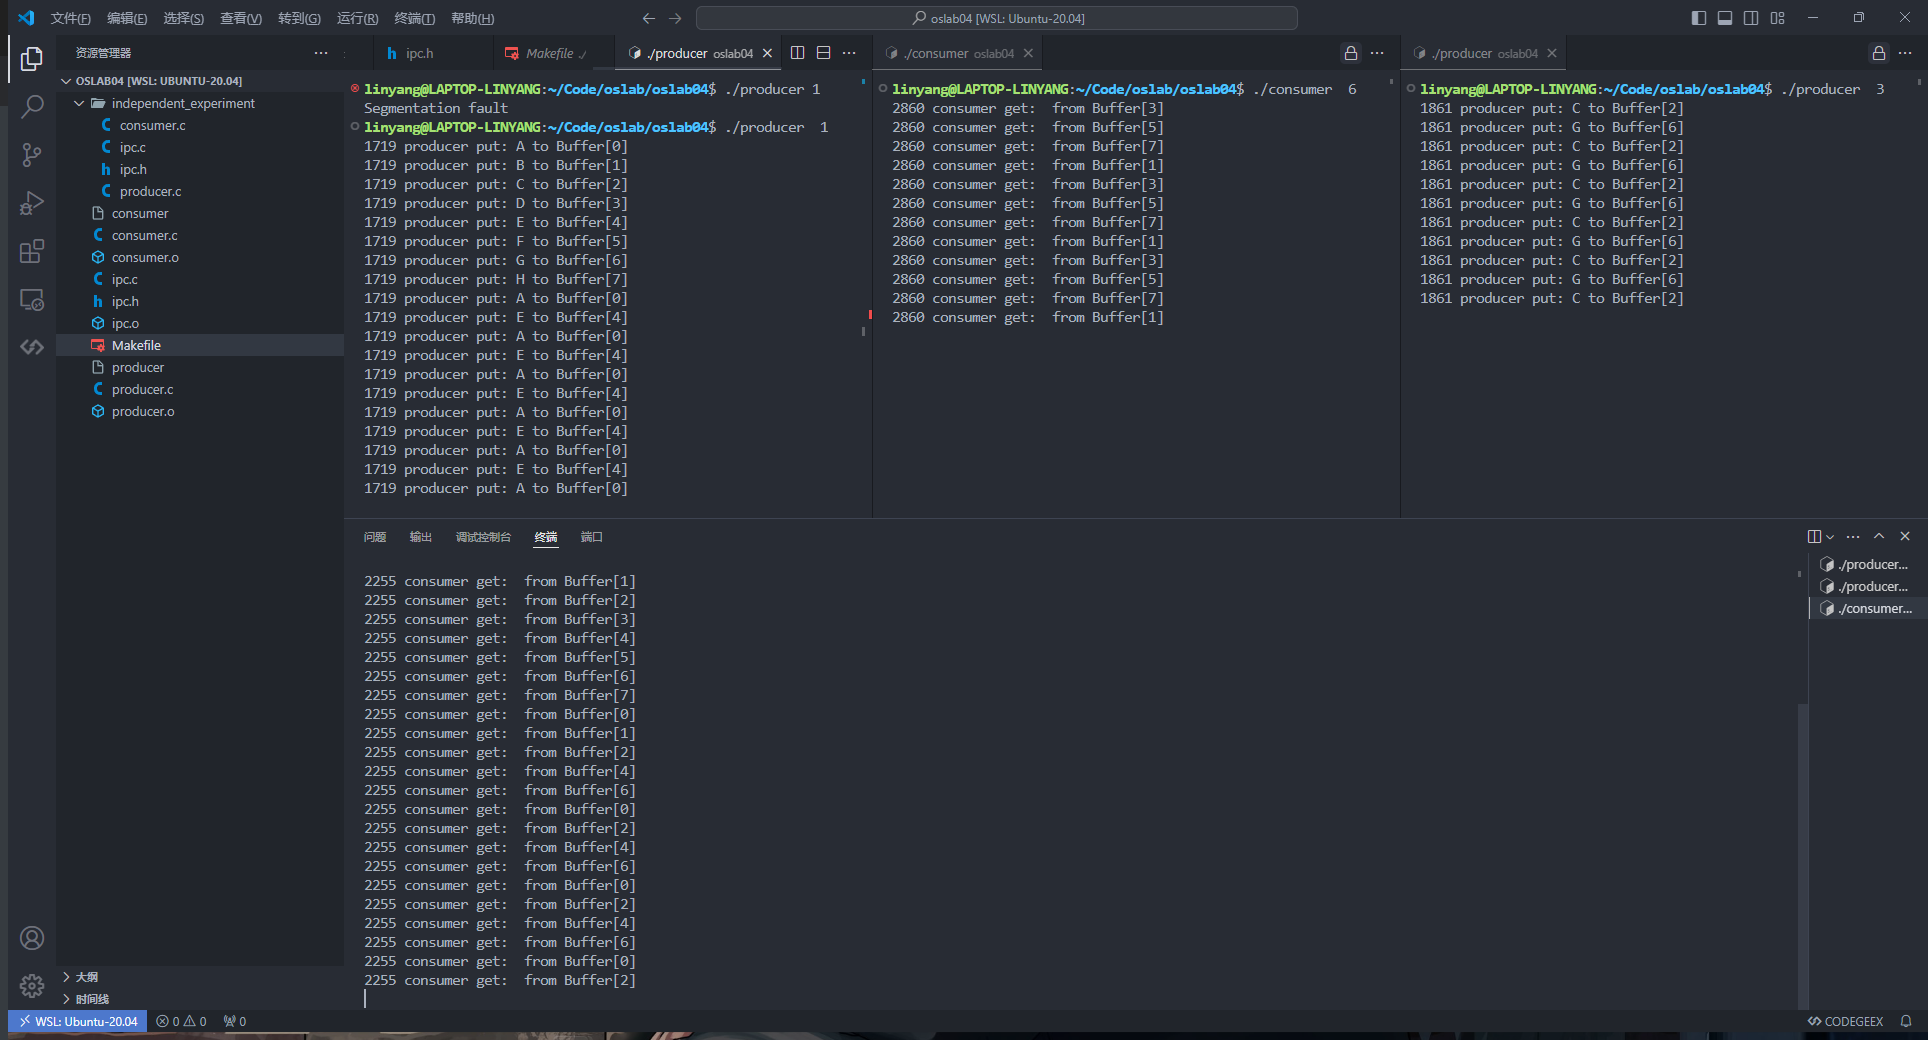 文件(F) 编辑(E) 选择(S) 查看(V) 转到(G) 运行(R) 终端(T) 帮助(H)
oslab04 [WSL: Ubuntu-20.04]
资源管理器
OSLAB04 [WSL: UBUNTU-20.04]
independent_experiment
consumer.c
ipc.c
ipc.h
producer.c
consumer
consumer.c
consumer.o
ipc.c
ipc.h
ipc.o
Makefile
producer
producer.c
producer.o
大纲
时间线
ipc.h
Makefile
./producer oslab04
linyang@LAPTOP-LINYANG:~/Code/oslab/oslab04$ ./producer 1
Segmentation fault
linyang@LAPTOP-LINYANG:~/Code/oslab/oslab04$ ./producer  1
1719 producer put: A to Buffer[0]
1719 producer put: B to Buffer[1]
1719 producer put: C to Buffer[2]
1719 producer put: D to Buffer[3]
1719 producer put: E to Buffer[4]
1719 producer put: F to Buffer[5]
1719 producer put: G to Buffer[6]
1719 producer put: H to Buffer[7]
1719 producer put: A to Buffer[0]
1719 producer put: E to Buffer[4]
1719 producer put: A to Buffer[0]
1719 producer put: E to Buffer[4]
1719 producer put: A to Buffer[0]
1719 producer put: E to Buffer[4]
1719 producer put: A to Buffer[0]
1719 producer put: E to Buffer[4]
1719 producer put: A to Buffer[0]
1719 producer put: E to Buffer[4]
1719 producer put: A to Buffer[0]
./consumer oslab04
linyang@LAPTOP-LINYANG:~/Code/oslab/oslab04$ ./consumer  6
2860 consumer get:  from Buffer[3]
2860 consumer get:  from Buffer[5]
2860 consumer get:  from Buffer[7]
2860 consumer get:  from Buffer[1]
2860 consumer get:  from Buffer[3]
2860 consumer get:  from Buffer[5]
2860 consumer get:  from Buffer[7]
2860 consumer get:  from Buffer[1]
2860 consumer get:  from Buffer[3]
2860 consumer get:  from Buffer[5]
2860 consumer get:  from Buffer[7]
2860 consumer get:  from Buffer[1]
./producer oslab04
linyang@LAPTOP-LINYANG:~/Code/oslab/oslab04$ ./producer  3
1861 producer put: C to Buffer[2]
1861 producer put: G to Buffer[6]
1861 producer put: C to Buffer[2]
1861 producer put: G to Buffer[6]
1861 producer put: C to Buffer[2]
1861 producer put: G to Buffer[6]
1861 producer put: C to Buffer[2]
1861 producer put: G to Buffer[6]
1861 producer put: C to Buffer[2]
1861 producer put: G to Buffer[6]
1861 producer put: C to Buffer[2]
问题 输出 调试控制台 终端 端口
2255 consumer get:  from Buffer[1]
2255 consumer get:  from Buffer[2]
2255 consumer get:  from Buffer[3]
2255 consumer get:  from Buffer[4]
2255 consumer get:  from Buffer[5]
2255 consumer get:  from Buffer[6]
2255 consumer get:  from Buffer[7]
2255 consumer get:  from Buffer[0]
2255 consumer get:  from Buffer[1]
2255 consumer get:  from Buffer[2]
2255 consumer get:  from Buffer[4]
2255 consumer get:  from Buffer[6]
2255 consumer get:  from Buffer[0]
2255 consumer get:  from Buffer[2]
2255 consumer get:  from Buffer[4]
2255 consumer get:  from Buffer[6]
2255 consumer get:  from Buffer[0]
2255 consumer get:  from Buffer[2]
2255 consumer get:  from Buffer[4]
2255 consumer get:  from Buffer[6]
2255 consumer get:  from Buffer[0]
2255 consumer get:  from Buffer[2]
./producer...
./producer...
./consumer...
WSL: Ubuntu-20.04 0 0 0 CODEGEEX